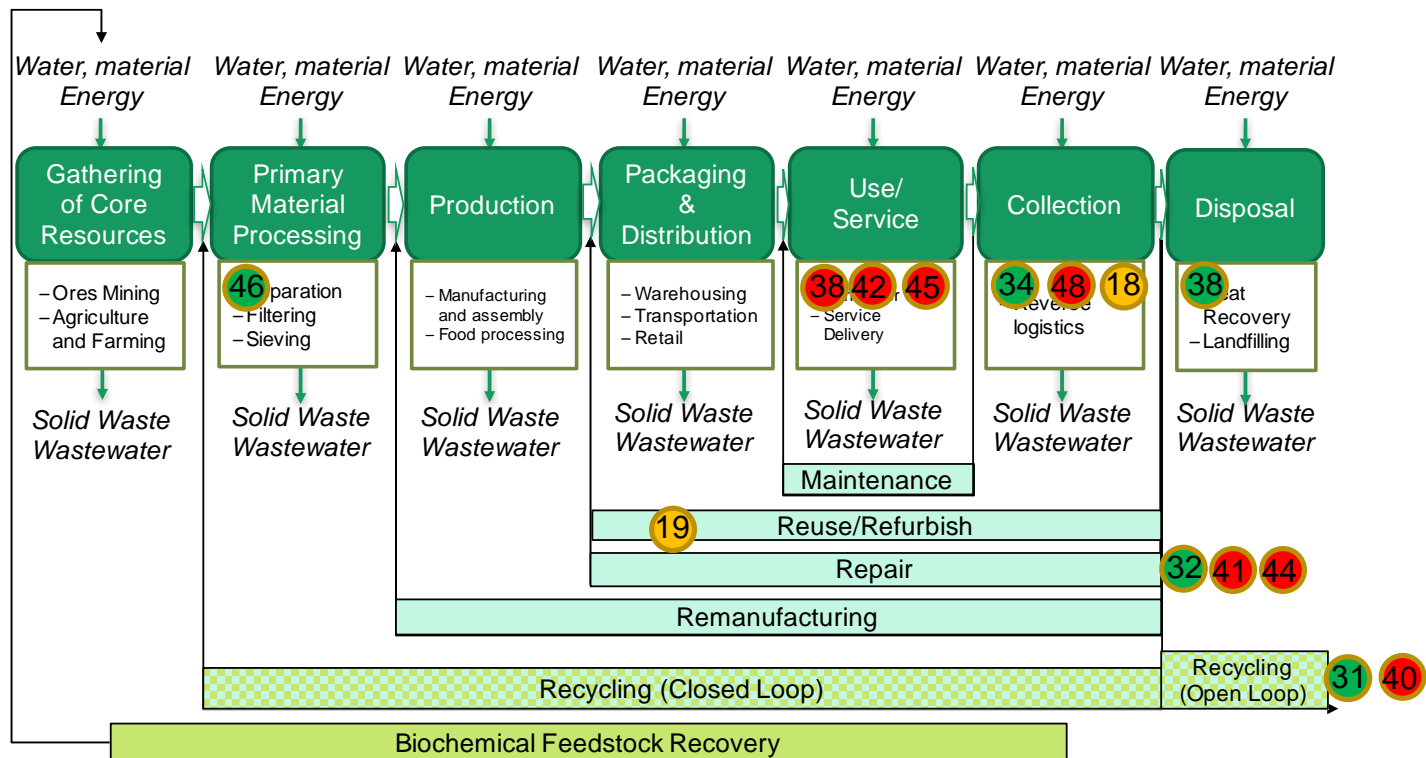 Water, material
Energy
Water, material
Energy
Water, material
Energy
Water, material
Energy
Water, material
Energy
Water, material
Energy
Water, material
Energy
Gathering
of Core
Resources
Primary
Material
Processing
Production
Packaging
&
Distribution
Use/
Service
Collection
Disposal
– Ores Mining
– Agriculture
and Farming
46
– Filtering
– Sieving
– Manufacturing
and assembly
– Food processing
– Warehousing
– Transportation
– Retail
38 42 45
– Service
Delivery
34 48 18
logistics
38
Recovery
– Landfilling
Solid Waste
Wastewater
Solid Waste
Wastewater
Solid Waste
Wastewater
Solid Waste
Wastewater
Solid Waste
Wastewater
Solid Waste
Wastewater
Solid Waste
Wastewater
Maintenance
19
Reuse/Refurbish
Repair
32 41 44
Remanufacturing
Recycling (Closed Loop)
Recycling
(Open Loop)
31 40
Biochemical Feedstock Recovery